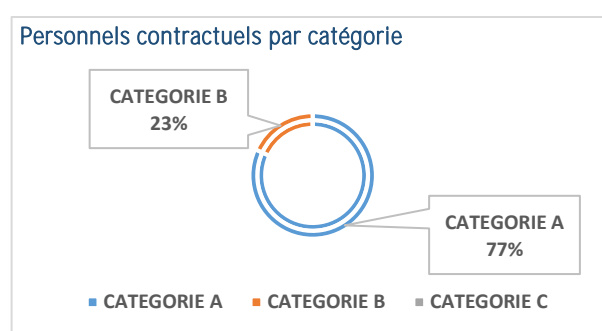 Personnels contractuels par catégorie
CATEGORIE B
23%
CATEGORIE A
77%
CATEGORIE A CATEGORIE B CATEGORIE C